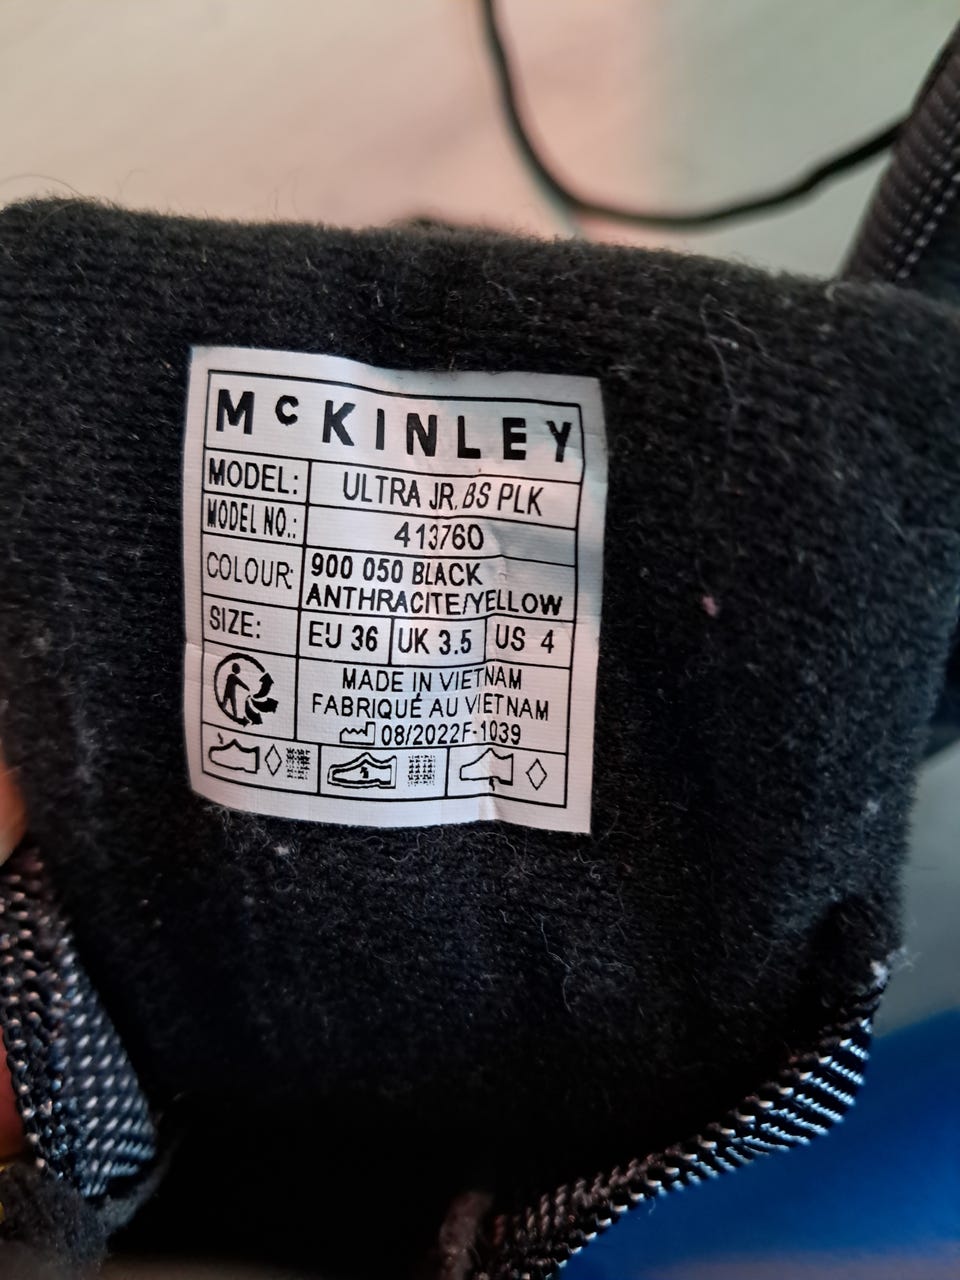 McKINLEY
MODEL: ULTRA JR. BS PLK
MODEL NO.: 413760
COLOUR: 900 050 BLACK
ANTHRACITE/YELLOW
SIZE: EU 36 UK 3.5 US 4
MADE IN VIETNAM
FABRIQUÉ AU VIETNAM
08/2022F-1039